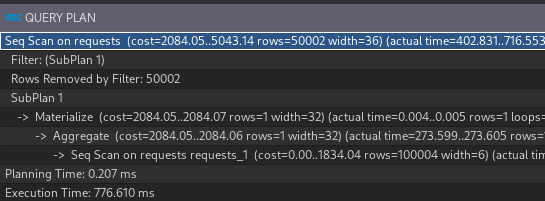 ABC QUERY PLAN
Seq Scan on requests (cost=2084.05..5043.14 rows=50002 width=36) (actual time=402.831..716.553
Filter: (SubPlan 1)
Rows Removed by Filter: 50002
SubPlan 1
-> Materialize (cost=2084.05..2084.07 rows=1 width=32) (actual time=0.004..0.005 rows=1 loops=
-> Aggregate (cost=2084.05..2084.06 rows=1 width=32) (actual time=273.599..273.605 rows=
-> Seq Scan on requests requests_1 (cost=0.00..1834.04 rows=100004 width=6) (actual tim
Planning Time: 0.207 ms
Execution Time: 776.610 ms